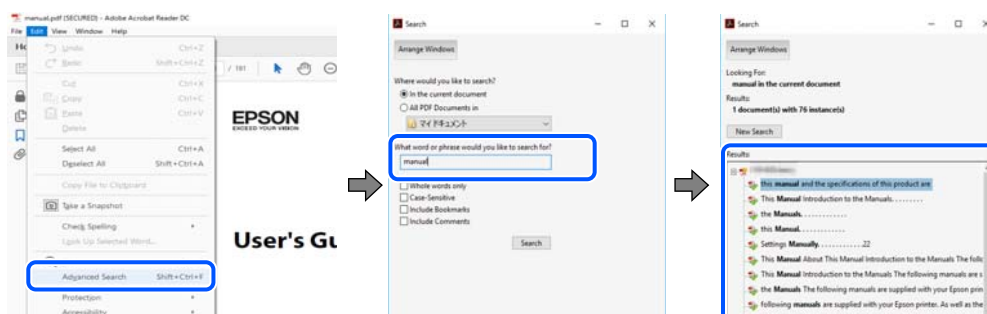 manual.pdf (SECURED) - Adobe Acrobat Reader DC
File Edit View Window Help
Undo Ctrl+Z
Redo Shift+Ctrl+Z
Cut Ctrl+X
Copy Ctrl+C
Paste Ctrl+V
Delete
Select All Ctrl+A
Deselect All Shift+Ctrl+A
Copy File to Clipboard
Take a Snapshot
Check Spelling
Look Up Selected Word...
Advanced Search Shift+Ctrl+F
Protection
Accessibility
/ 181
EPSON
EXCEED YOUR VISION
User's Gu
Search
Arrange Windows
Where would you like to search?
In the current document
All PDF Documents in
マイ ドキュメント
What word or phrase would you like to search for?
manual
Whole words only
Case-Sensitive
Include Bookmarks
Include Comments
Search
Search
Arrange Windows
Looking For:
manual in the current document
Results:
1 document(s) with 76 instance(s)
New Search
Results:
this manual and the specifications of this product are
This Manual Introduction to the Manuals. . . . . . . . .
the Manuals. . . . . . . . . . . . .
this Manual. . . . . . . . . . . . .
Settings Manually. . . . . . . . . . . . .22
This Manual About This Manual Introduction to the Manuals The follo
This Manual Introduction to the Manuals The following manuals are s
the Manuals The following manuals are supplied with your Epson prin
following manuals are supplied with your Epson printer. As well as the